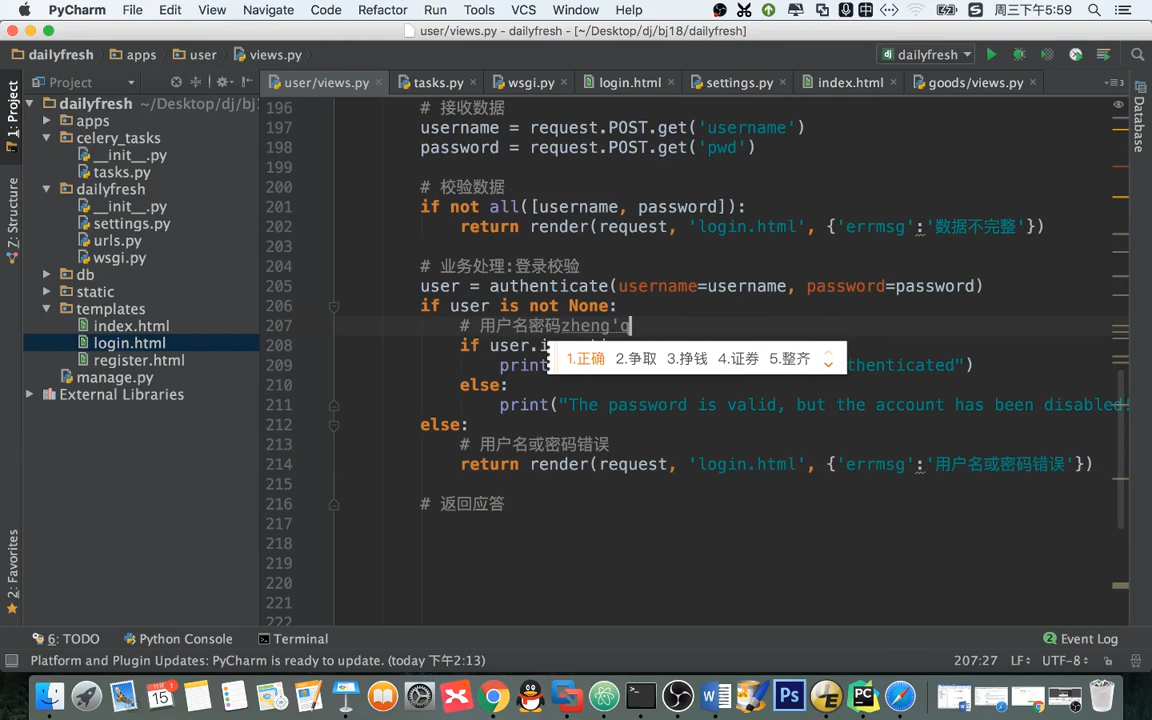 PyCharm File Edit View Navigate Code Refactor Run Tools VCS Window Help 周三下午5:59
user/views.py - dailyfresh - [~/Desktop/dj/bj18/dailyfresh]
dailyfresh apps user views.py dailyfresh
Project user/views.py tasks.py wsgi.py login.html settings.py index.html goods/views.py
1: Project
Z: Structure
2: Favorites
Database
dailyfresh ~/Desktop/dj/bj
apps
celery_tasks
__init__.py
tasks.py
dailyfresh
__init__.py
settings.py
urls.py
wsgi.py
db
static
templates
index.html
login.html
register.html
manage.py
External Libraries
196 # 接收数据
197 username = request.POST.get('username')
198 password = request.POST.get('pwd')
199
200 # 校验数据
201 if not all([username, password]):
202 return render(request, 'login.html', {'errmsg':'数据不完整'})
203
204 # 业务处理:登录校验
205 user = authenticate(username=username, password=password)
206 if user is not None:
207 # 用户名密码zheng'q
1.正确 2.争取 3.挣钱 4.证券 5.整齐
208 if user.i
209 print thenticated")
210 else:
211 print("The password is valid, but the account has been disabled!
212 else:
213 # 用户名或密码错误
214 return render(request, 'login.html', {'errmsg':'用户名或密码错误'})
215
216 # 返回应答
217
218
219
220
221
222
6: TODO Python Console Terminal Event Log
Platform and Plugin Updates: PyCharm is ready to update. (today 下午2:13) 207:27 LF UTF-8
15